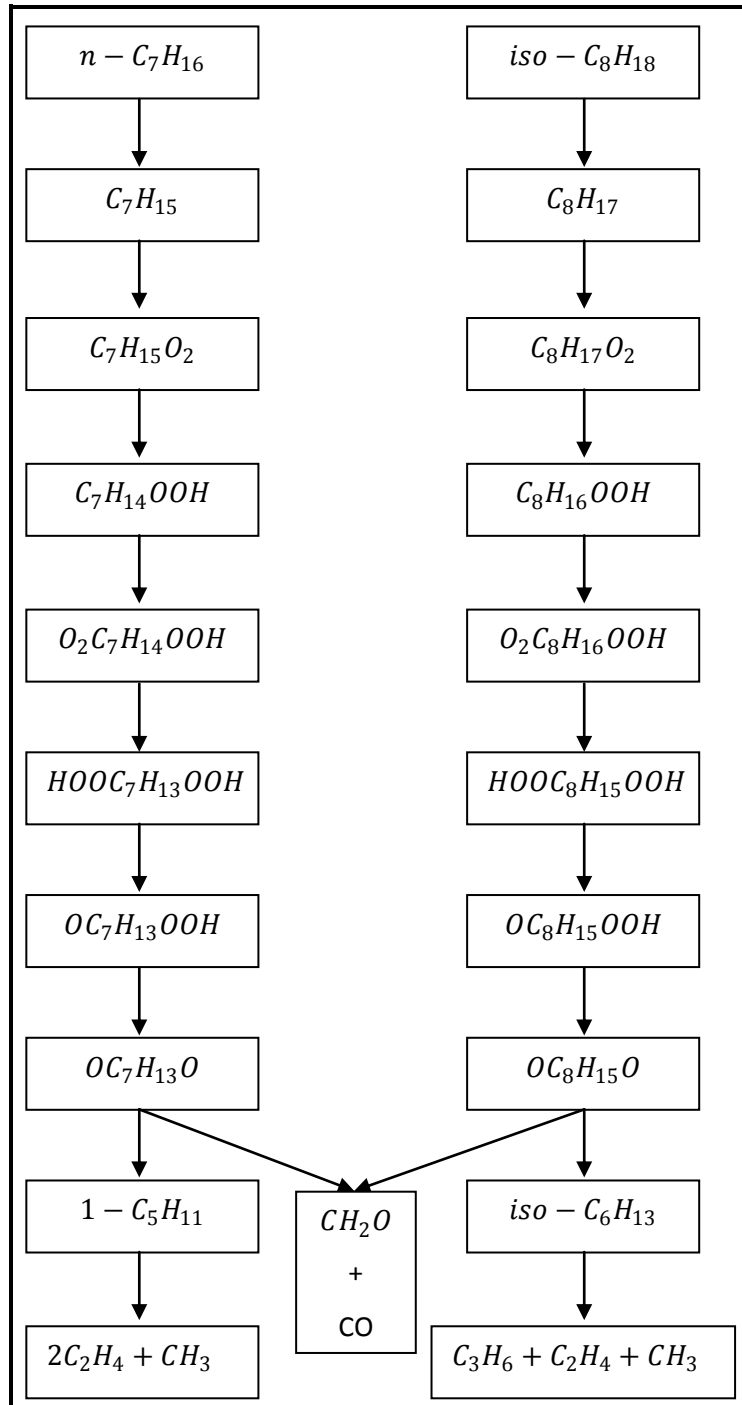 n − C₇H₁₆
iso − C₈H₁₈
C₇H₁₅
C₈H₁₇
C₇H₁₅O₂
C₈H₁₇O₂
C₇H₁₄OOH
C₈H₁₆OOH
O₂C₇H₁₄OOH
O₂C₈H₁₆OOH
HOOC₇H₁₃OOH
HOOC₈H₁₅OOH
OC₇H₁₃OOH
OC₈H₁₅OOH
OC₇H₁₃O
OC₈H₁₅O
1 − C₅H₁₁
CH₂O
+
CO
iso − C₆H₁₃
2C₂H₄ + CH₃
C₃H₆ + C₂H₄ + CH₃